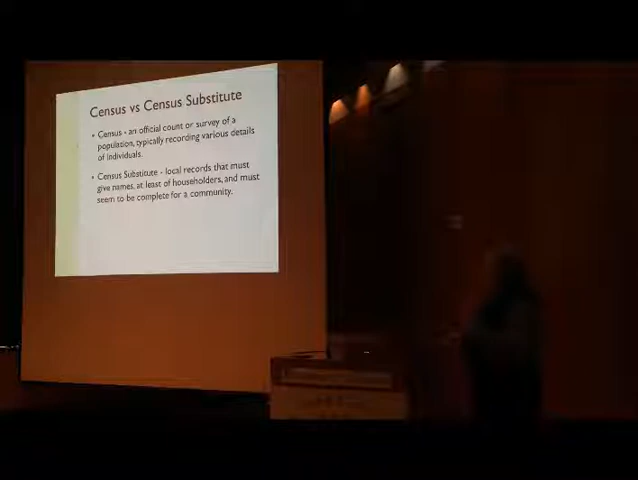 Census vs Census Substitute
• Census - an official count or survey of a
population, typically recording various details
of individuals.
• Census Substitute - local records that must
give names, at least of householders, and must
seem to be complete for a community.